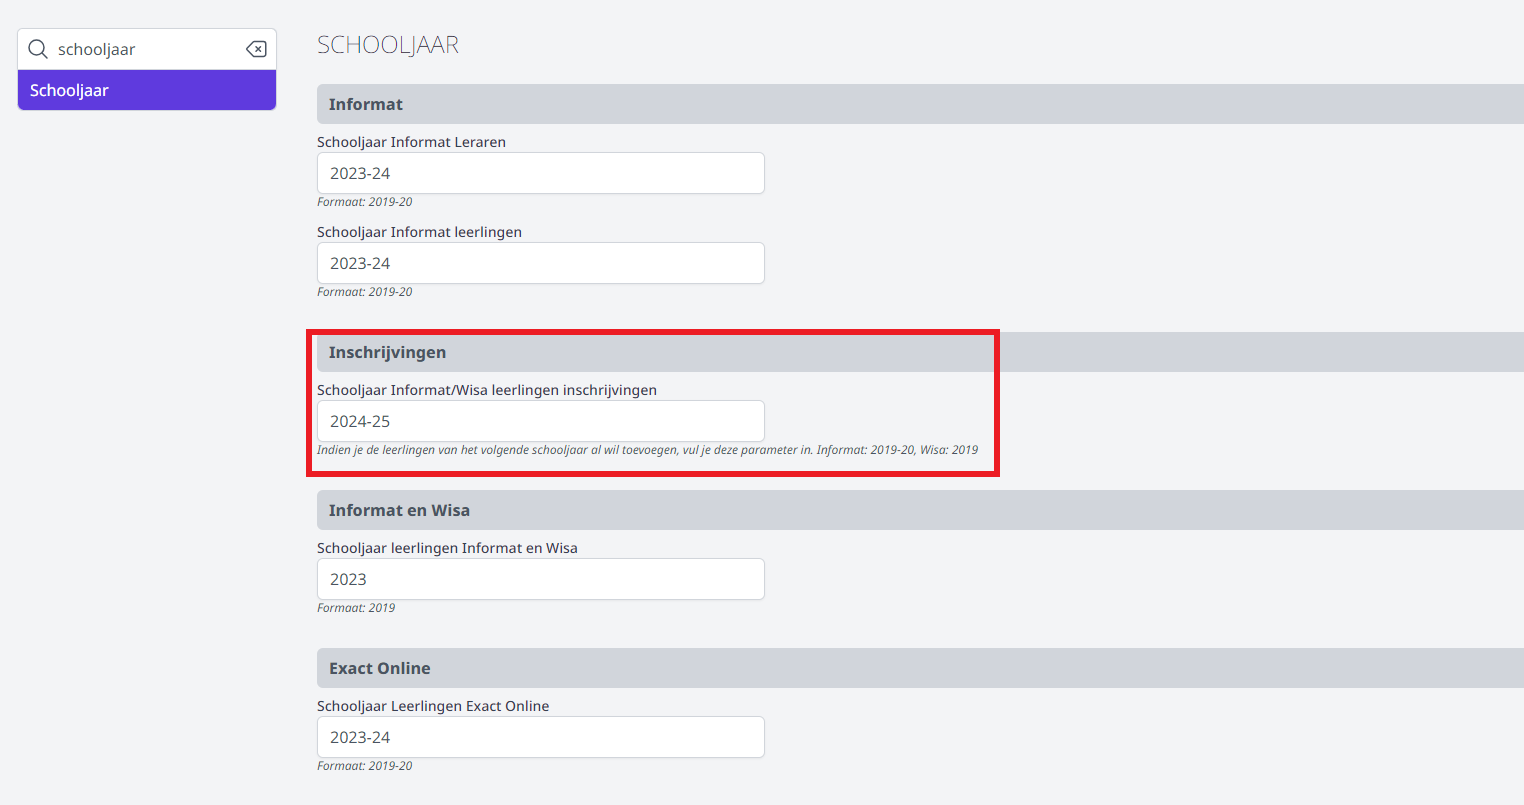 schooljaar
Schooljaar
SCHOOLJAAR
Informat
Schooljaar Informat Leraren
2023-24
Formaat: 2019-20
Schooljaar Informat leerlingen
2023-24
Formaat: 2019-20
Inschrijvingen
Schooljaar Informat/Wisa leerlingen inschrijvingen
2024-25
Indien je de leerlingen van het volgende schooljaar al wil toevoegen, vul je deze parameter in. Informat: 2019-20, Wisa: 2019
Informat en Wisa
Schooljaar leerlingen Informat en Wisa
2023
Formaat: 2019
Exact Online
Schooljaar Leerlingen Exact Online
2023-24
Formaat: 2019-20